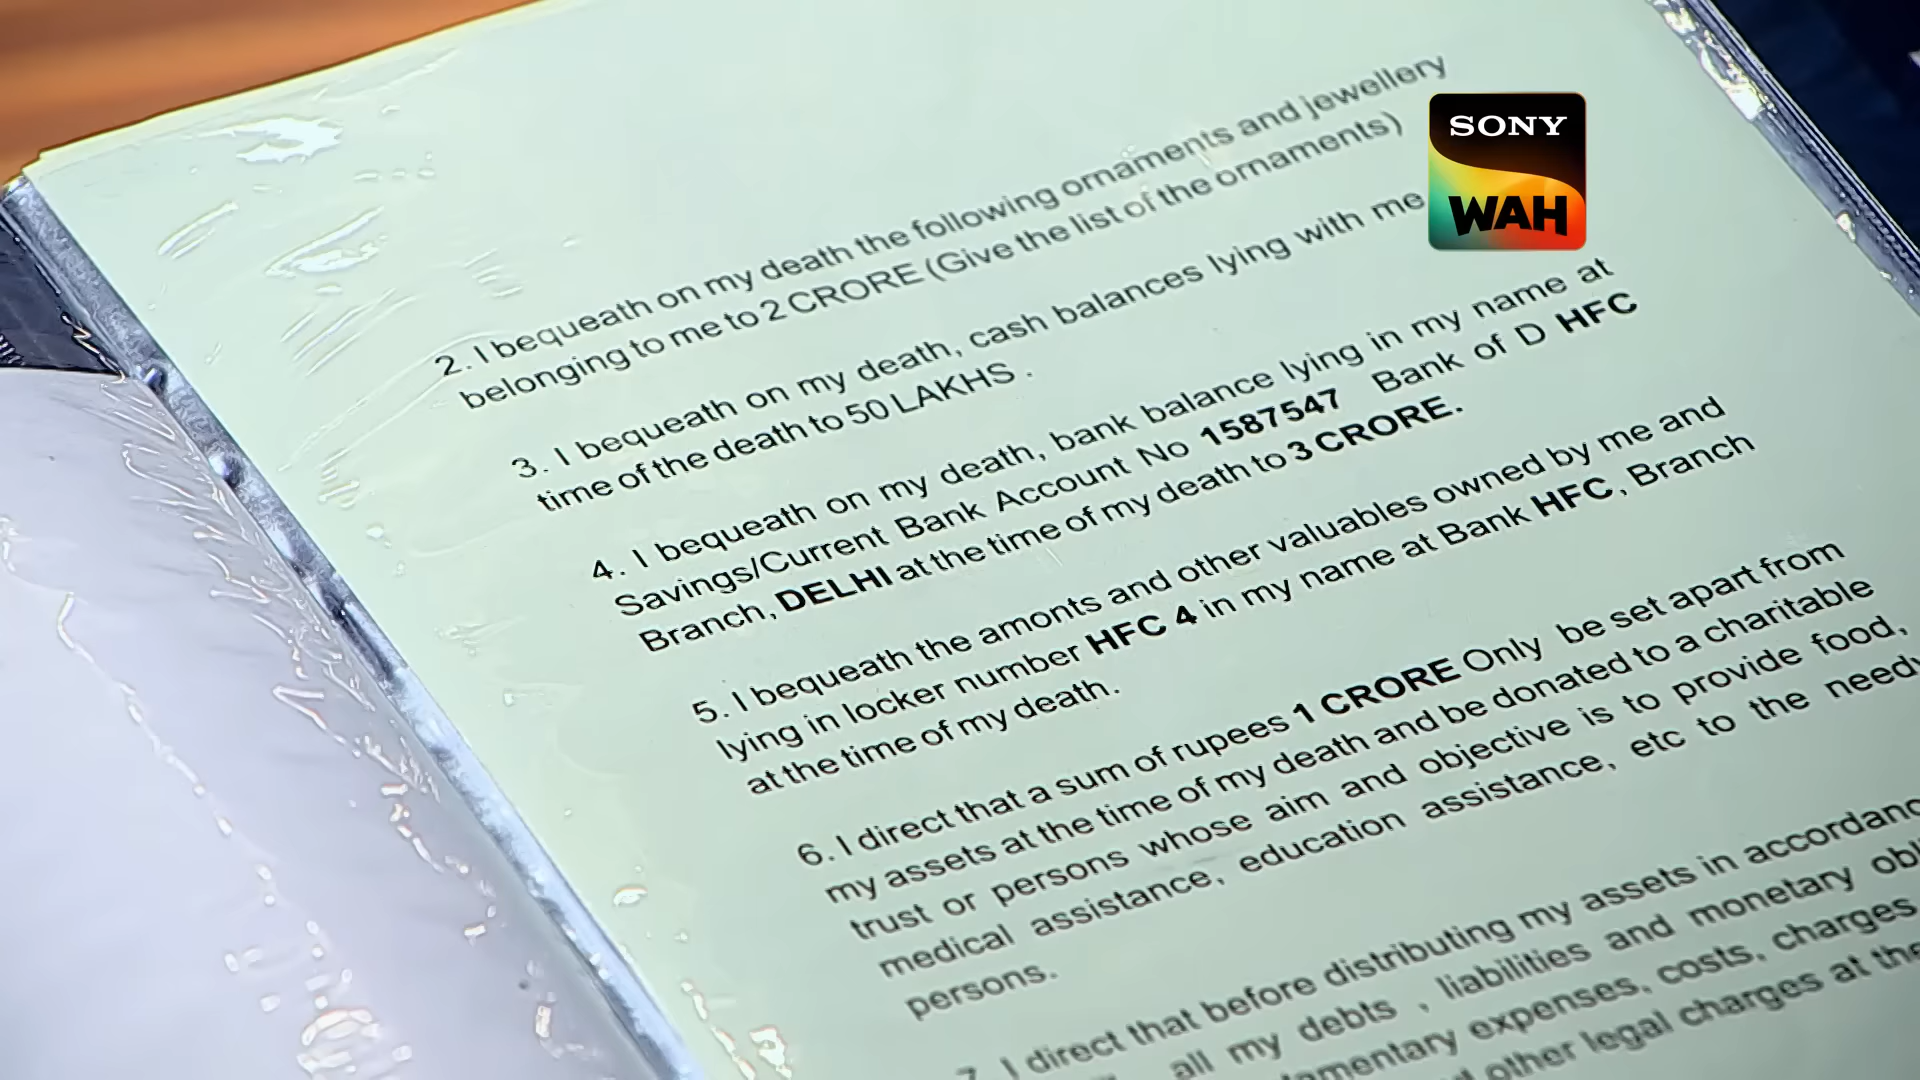 SONY
WAH
2. I bequeath on my death the following ornaments and jewellery
belonging to me to 2 CRORE (Give the list of the ornaments)
3. I bequeath on my death, cash balances lying with me
time of the death to 50 LAKHS .
4. I bequeath on my death, bank balance lying in my name at
Savings/Current Bank Account No 1587547 Bank of D HFC
Branch, DELHI at the time of my death to 3 CRORE.
5. I bequeath the amonts and other valuables owned by me and
lying in locker number HFC 4 in my name at Bank HFC, Branch
at the time of my death.
6. I direct that a sum of rupees 1 CRORE Only be set apart from
my assets at the time of my death and be donated to a charitable
trust or persons whose aim and objective is to provide food,
medical assistance, education assistance, etc to the needy
persons.
7. I direct that before distributing my assets in
all my debts , liabilities and monetary
expenses, costs, charges
other legal charges at the